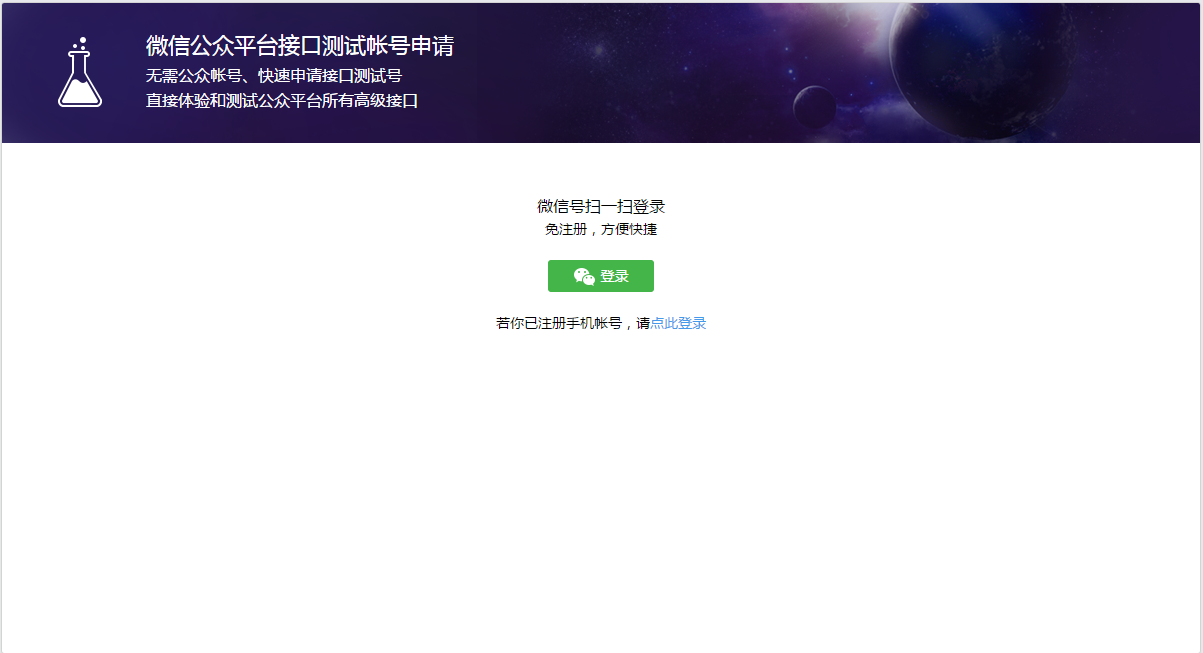 微信公众平台接口测试帐号申请
无需公众帐号、快速申请接口测试号
直接体验和测试公众平台所有高级接口
微信号扫一扫登录
免注册，方便快捷
登录
若你已注册手机帐号，请点此登录